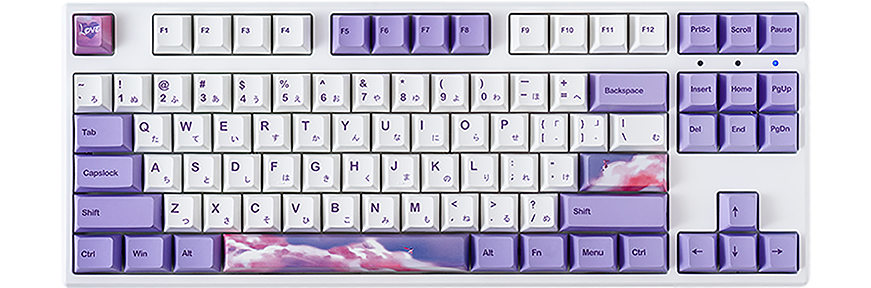 Love F1 F2 F3 F4 F5 F6 F7 F8 F9 F10 F11 F12 PrtSc Scroll Pause
~ ` ろ ! 1 ぬ @ 2 ふ # 3 あ $ 4 う % 5 え ^ 6 お & 7 や * 8 ゆ ( 9 よ ) 0 わ — - ほ + = へ Backspace Insert Home PgUp
Tab Q た W て E い R す T か Y ん U な I に O ら P せ { [ 「 } ] 」 | \ む Del End PgDn
Capslock A ち S と D し F は G き H く J ま K の L り : ; れ " ' け
Shift Z つ X さ C そ V ひ B こ N み M も < , ね > . る ? / め Shift ↑
Ctrl Win Alt Alt Fn Menu Ctrl ← ↓ →